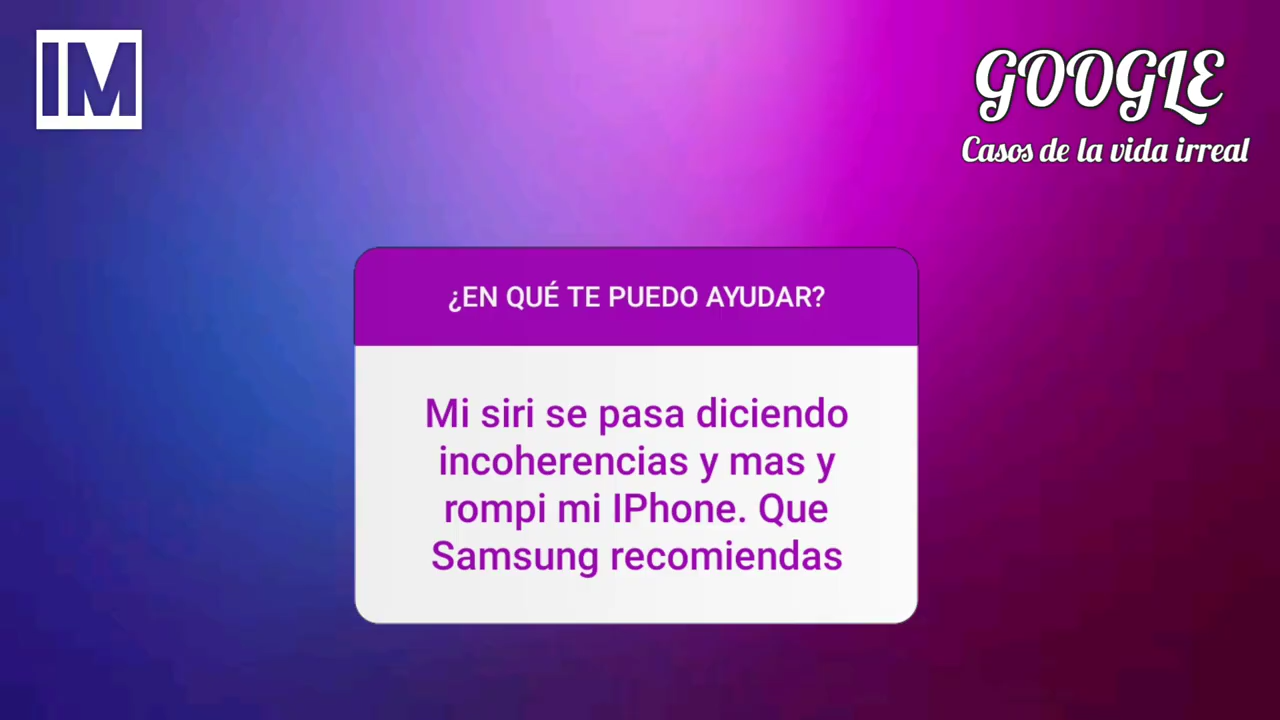 IM
GOOGLE
Casos de la vida irreal
¿EN QUÉ TE PUEDO AYUDAR?
Mi siri se pasa diciendo
incoherencias y mas y
rompi mi IPhone. Que
Samsung recomiendas